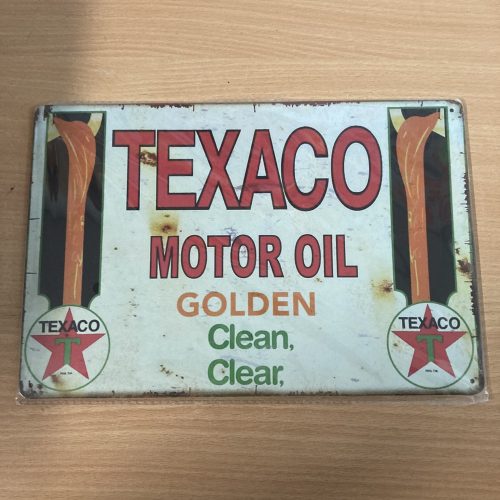 TEXACO
MOTOR OIL
GOLDEN
Clean,
Clear,
TEXACO
T
TEXACO
T